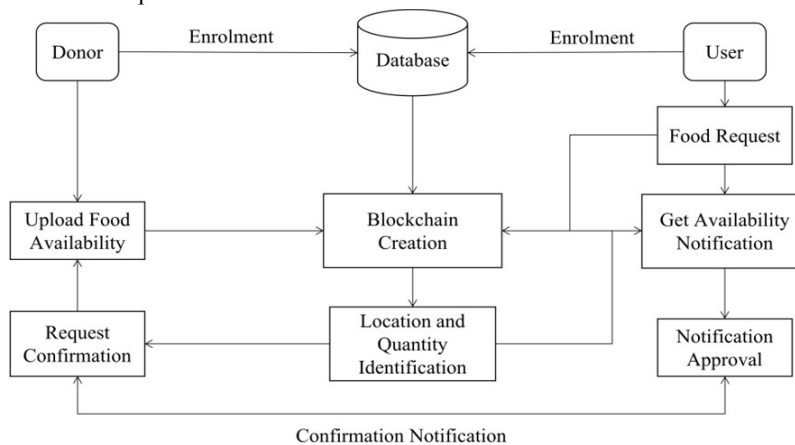 Donor
Enrolment
Database
Enrolment
User
Food Request
Upload Food
Availability
Blockchain
Creation
Get Availability
Notification
Request
Confirmation
Location and
Quantity
Identification
Notification
Approval
Confirmation Notification